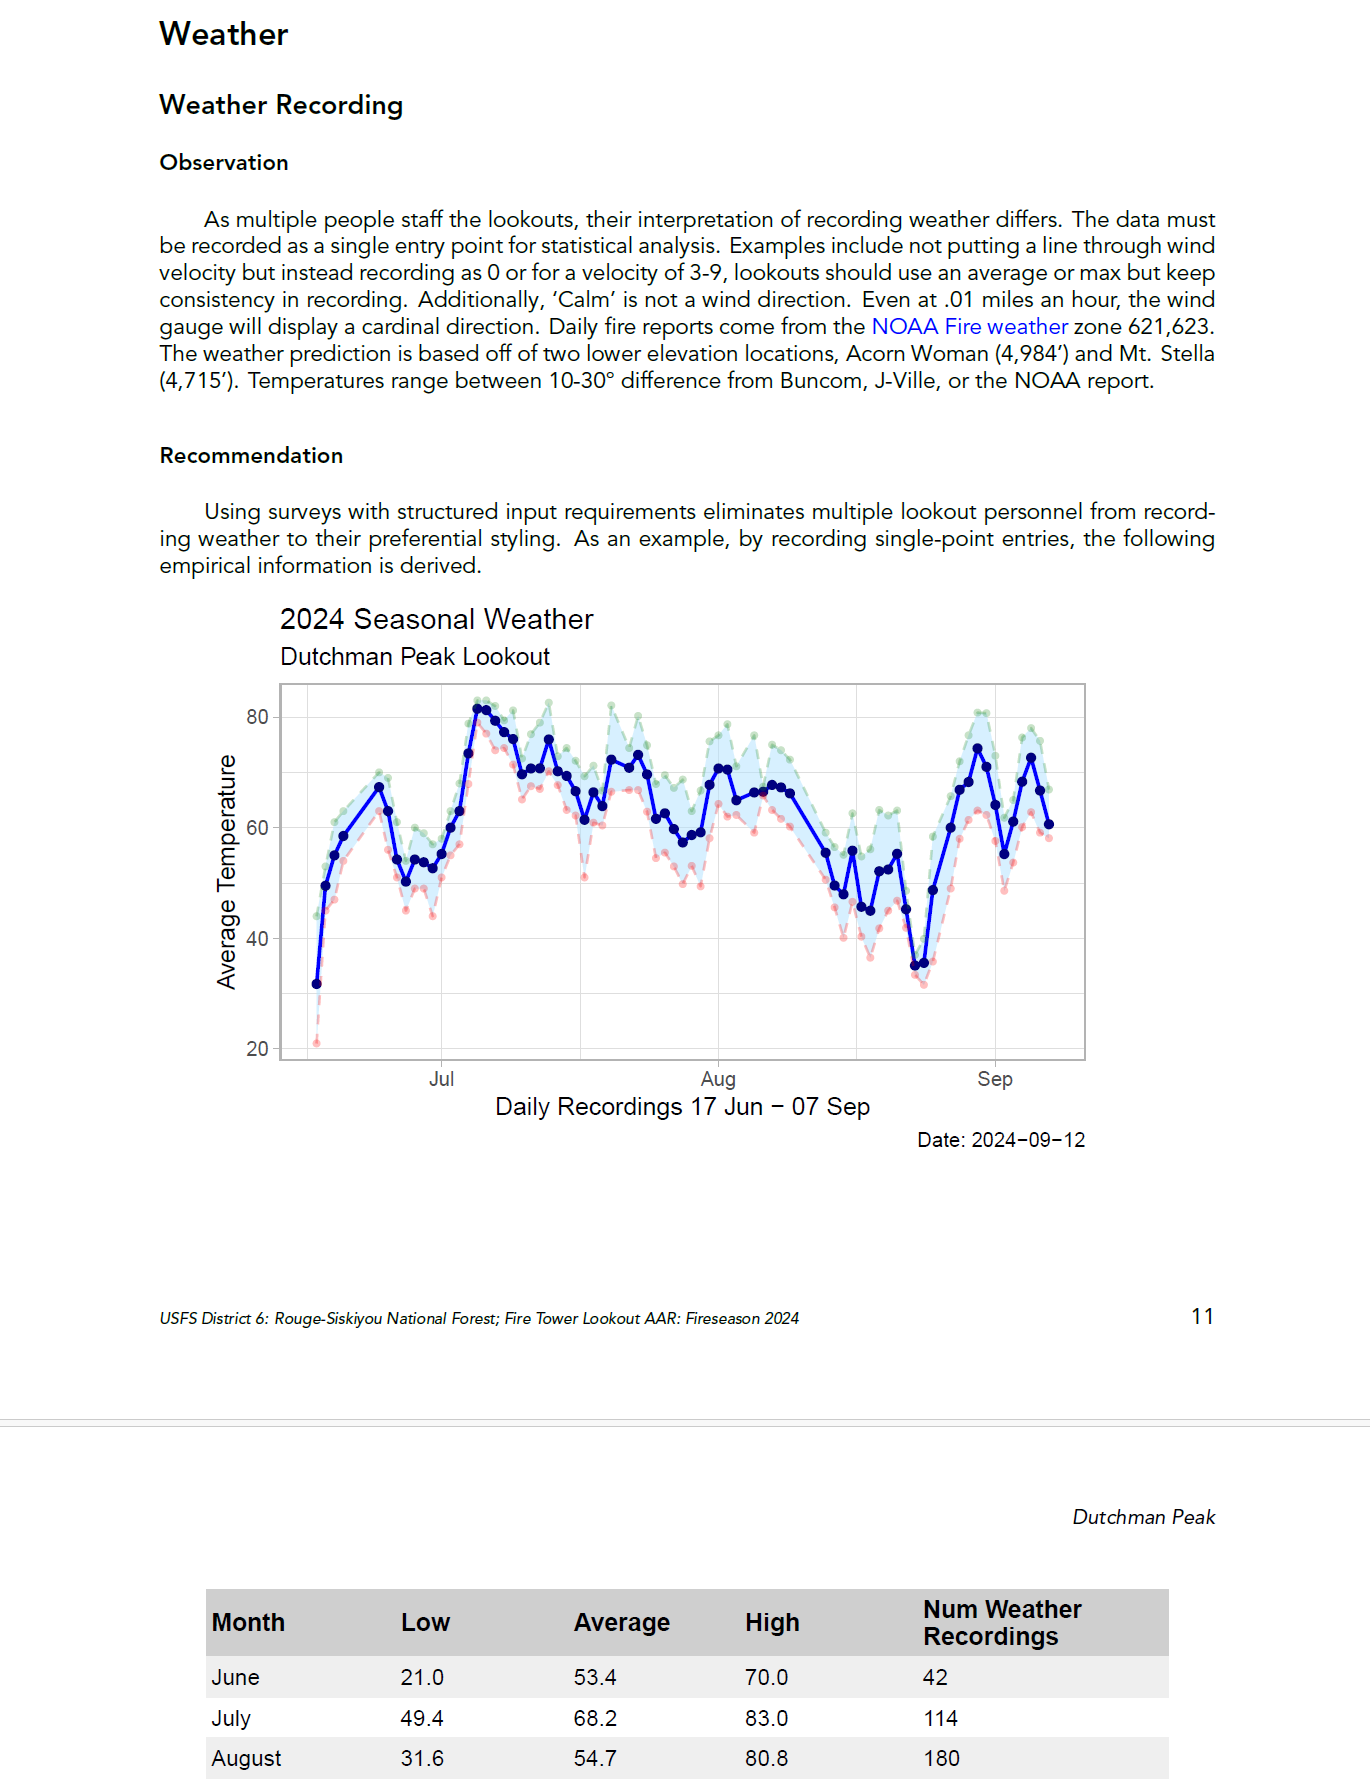 Weather
Weather Recording
Observation
As multiple people staff the lookouts, their interpretation of recording weather differs. The data must
be recorded as a single entry point for statistical analysis. Examples include not putting a line through wind
velocity but instead recording as 0 or for a velocity of 3-9, lookouts should use an average or max but keep
consistency in recording. Additionally, ‘Calm’ is not a wind direction. Even at .01 miles an hour, the wind
gauge will display a cardinal direction. Daily fire reports come from the NOAA Fire weather zone 621,623.
The weather prediction is based off of two lower elevation locations, Acorn Woman (4,984’) and Mt. Stella
(4,715’). Temperatures range between 10-30° difference from Buncom, J-Ville, or the NOAA report.
Recommendation
Using surveys with structured input requirements eliminates multiple lookout personnel from record-
ing weather to their preferential styling. As an example, by recording single-point entries, the following
empirical information is derived.
2024 Seasonal Weather
Dutchman Peak Lookout
Average Temperature
80
60
40
20
Jul Aug Sep
Daily Recordings 17 Jun − 07 Sep
Date: 2024−09−12
USFS District 6: Rouge-Siskiyou National Forest; Fire Tower Lookout AAR: Fireseason 2024 11
Dutchman Peak
Month Low Average High Num Weather
Recordings
June 21.0 53.4 70.0 42
July 49.4 68.2 83.0 114
August 31.6 54.7 80.8 180